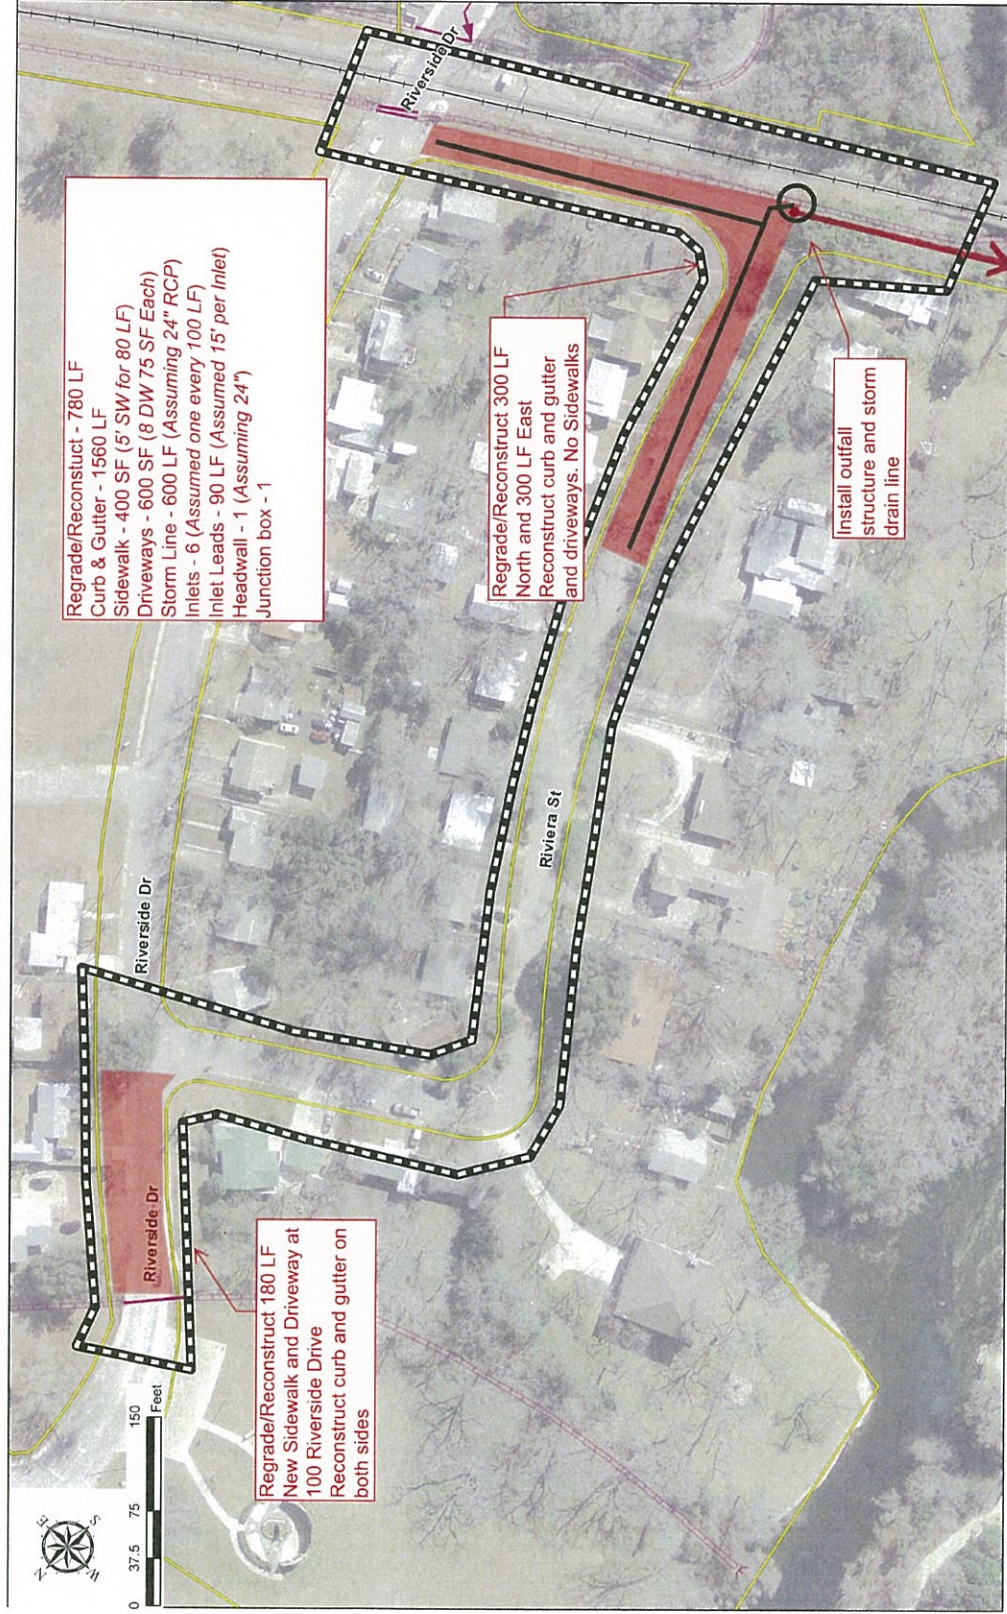 Regrade/Reconstuct - 780 LF
Curb & Gutter - 1560 LF
Sidewalk - 400 SF (5' SW for 80 LF)
Driveways - 600 SF (8 DW 75 SF Each)
Storm Line - 600 LF (Assuming 24" RCP)
Inlets - 6 (Assumed one every 100 LF)
Inlet Leads - 90 LF (Assumed 15' per Inlet)
Headwall - 1 (Assuming 24")
Junction box - 1
Riverside Dr
Riverside Dr
Riverside Dr
Riviera St
Regrade/Reconstruct 300 LF
North and 300 LF East
Reconstruct curb and gutter
and driveways. No Sidewalks
Install outfall
structure and storm
drain line
Regrade/Reconstruct 180 LF
New Sidewalk and Driveway at
100 Riverside Drive
Reconstruct curb and gutter on
both sides
N
E
S
W
0 37.5 75 150
Feet